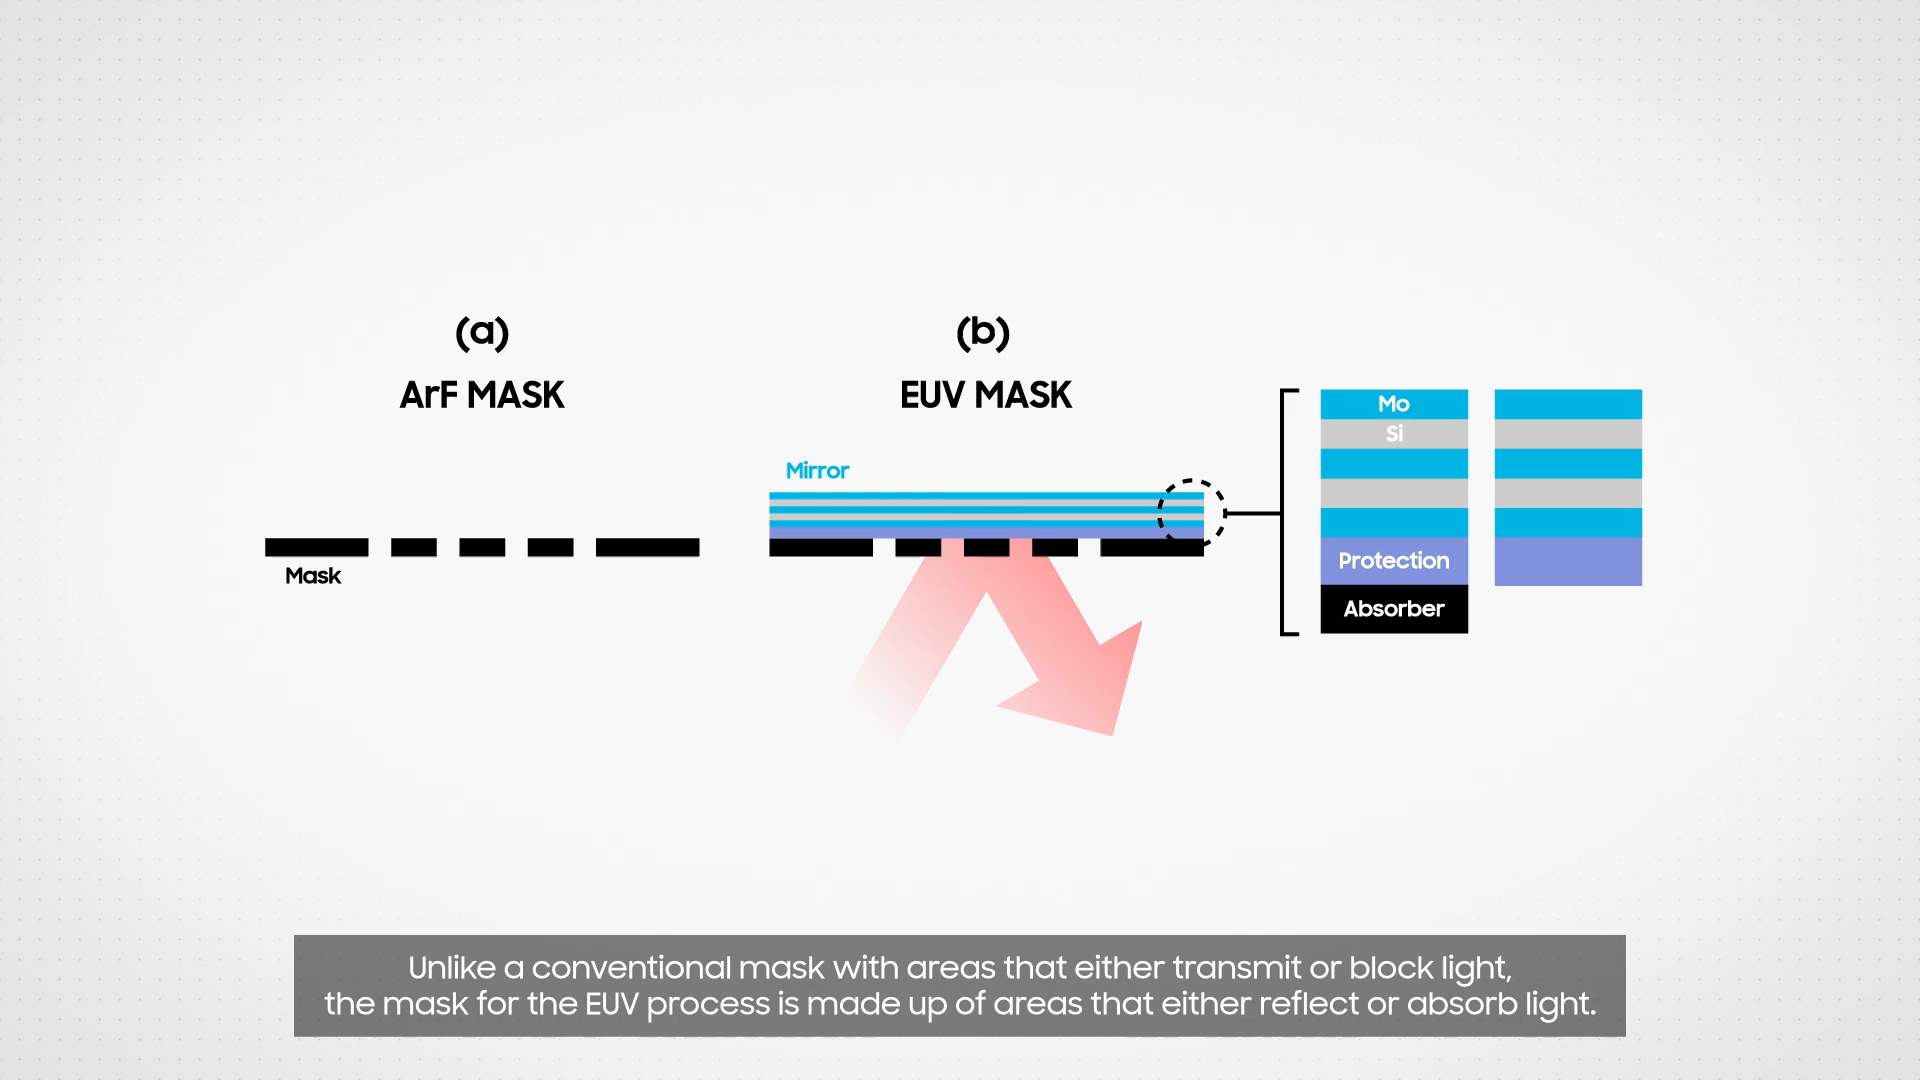 (a)
ArF MASK
Mask
(b)
EUV MASK
Mirror
Mo
Si
Protection
Absorber
Unlike a conventional mask with areas that either transmit or block light,
the mask for the EUV process is made up of areas that either reflect or absorb light.